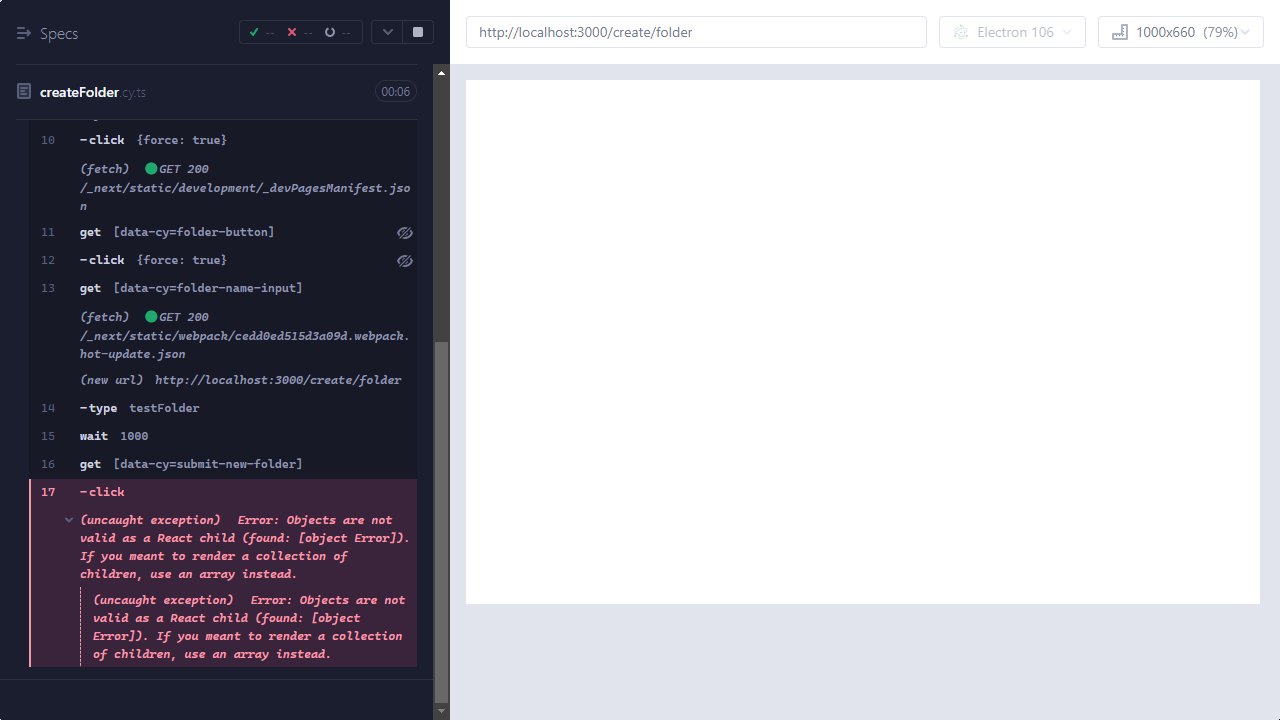 Specs
-- -- --
http://localhost:3000/create/folder
Electron 106
1000x660 (79%)
createFolder.cy.ts
00:06
10 -click {force: true}
(fetch) GET 200
/_next/static/development/_devPagesManifest.jso
n
11 get [data-cy=folder-button]
12 -click {force: true}
13 get [data-cy=folder-name-input]
(fetch) GET 200
/_next/static/webpack/cedd0ed515d3a09d.webpack.
hot-update.json
(new url) http://localhost:3000/create/folder
14 -type testFolder
15 wait 1000
16 get [data-cy=submit-new-folder]
17 -click
(uncaught exception) Error: Objects are not
valid as a React child (found: [object Error]).
If you meant to render a collection of
children, use an array instead.
(uncaught exception) Error: Objects are not
valid as a React child (found: [object
Error]). If you meant to render a collection
of children, use an array instead.